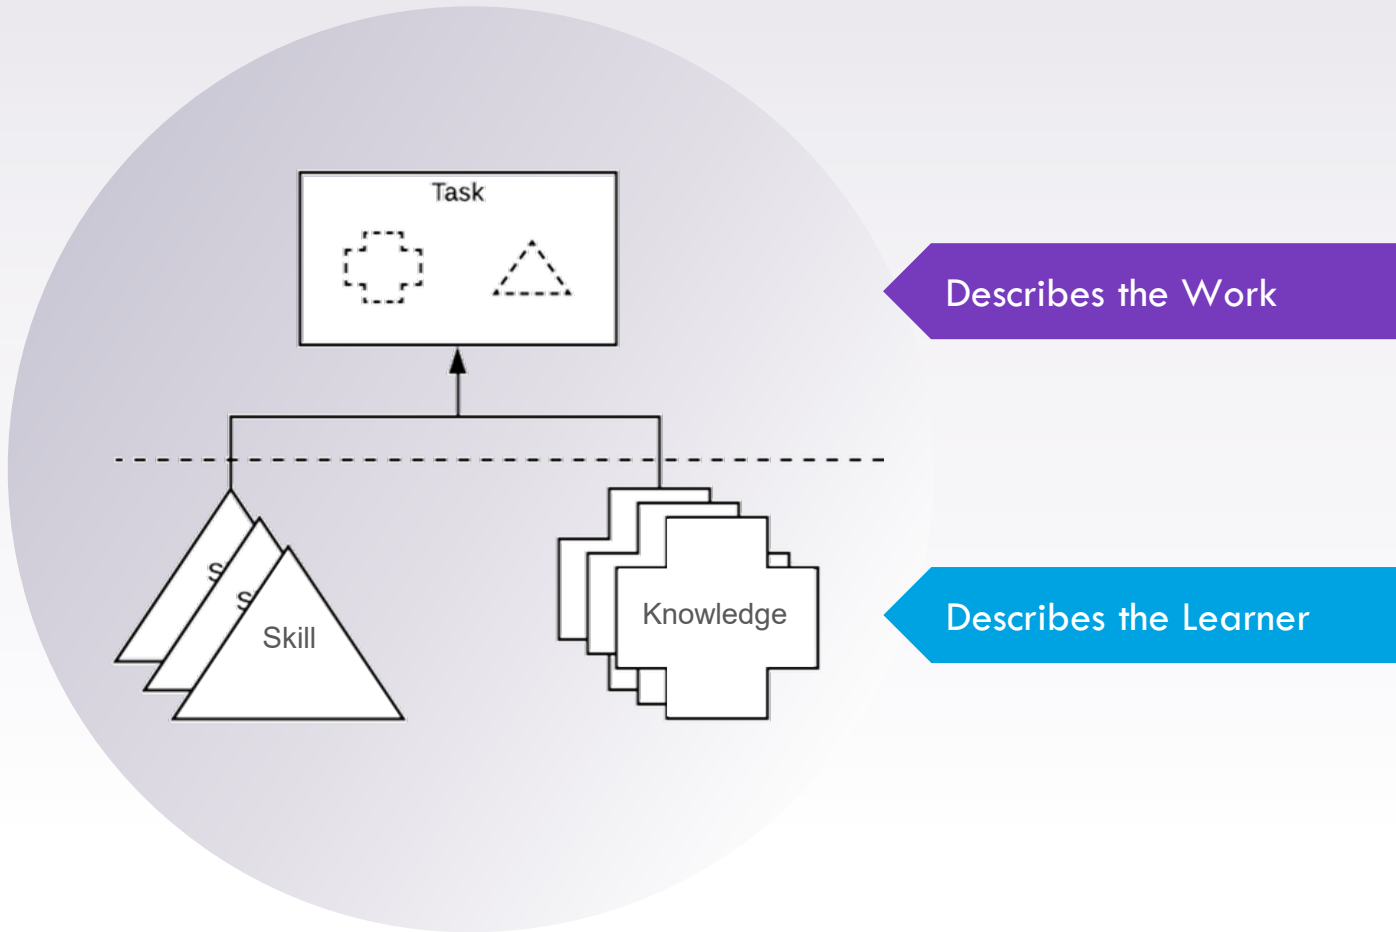 Task
Describes the Work
S
S
Skill
Knowledge
Describes the Learner